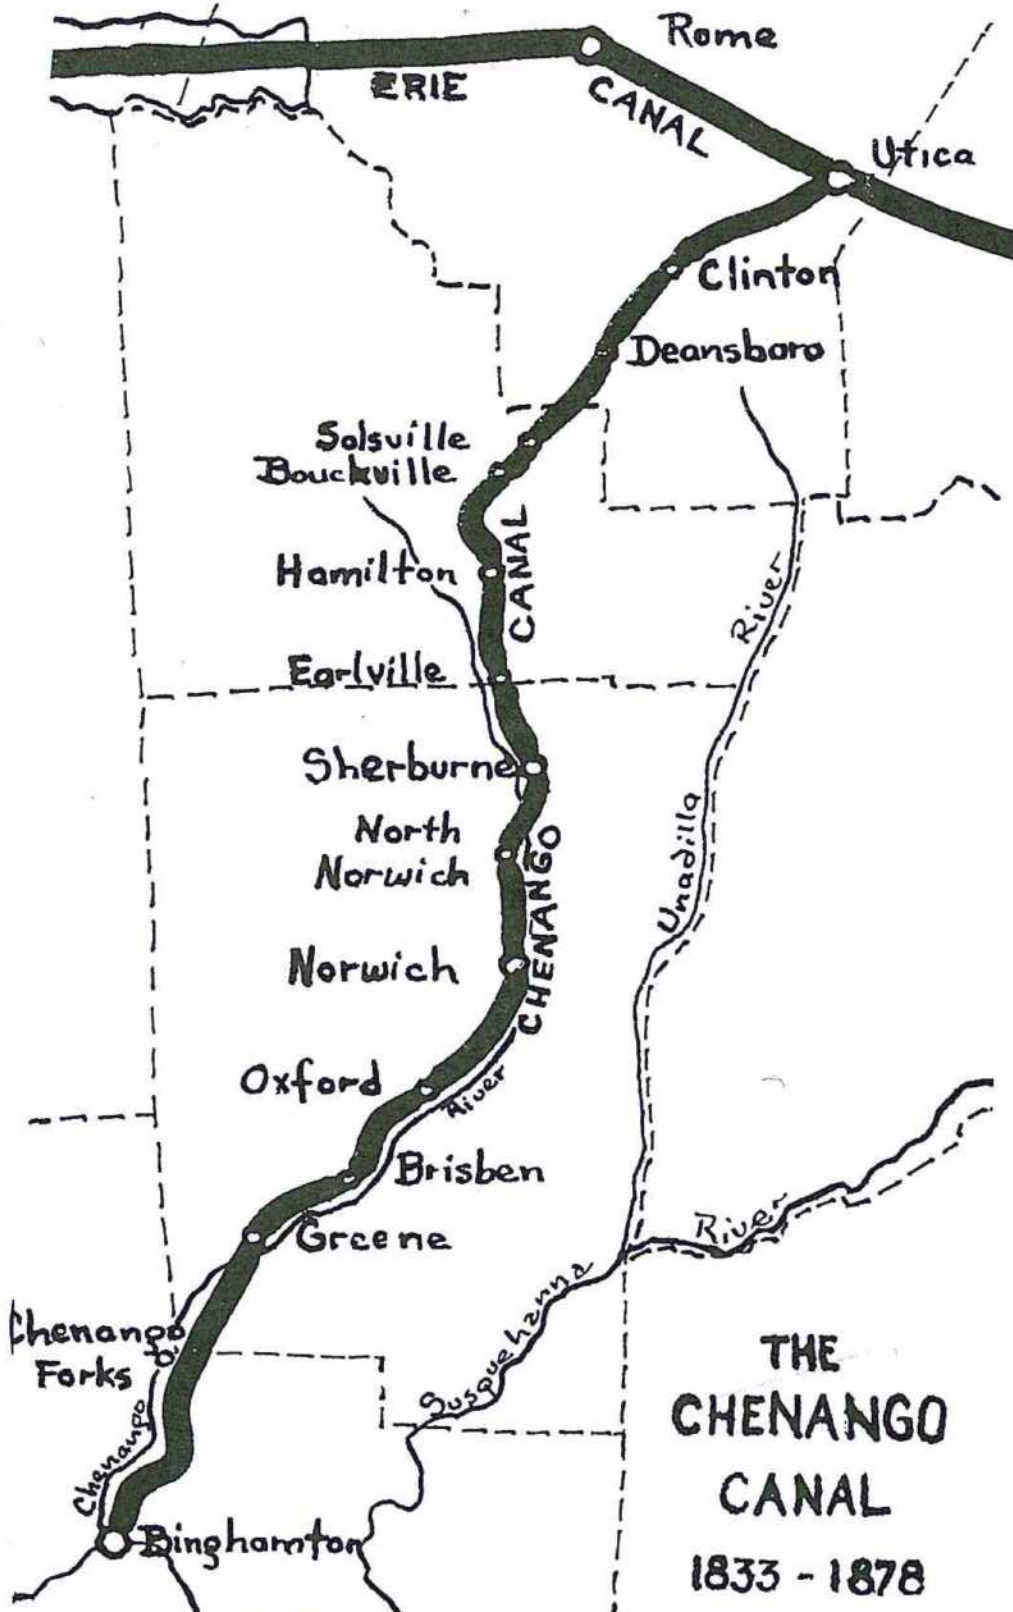 Rome
ERIE
CANAL
Utica
Clinton
Deansboro
Solsville
Bouckville
CANAL
Hamilton
River
Earlville
Sherburne
Unadilla
North
Norwich
CHENANGO
Norwich
Oxford
River
Brisben
River
Greene
Susquehanna
Chenango
Forks
Chenango
Binghamton
THE
CHENANGO
CANAL
1833 - 1878